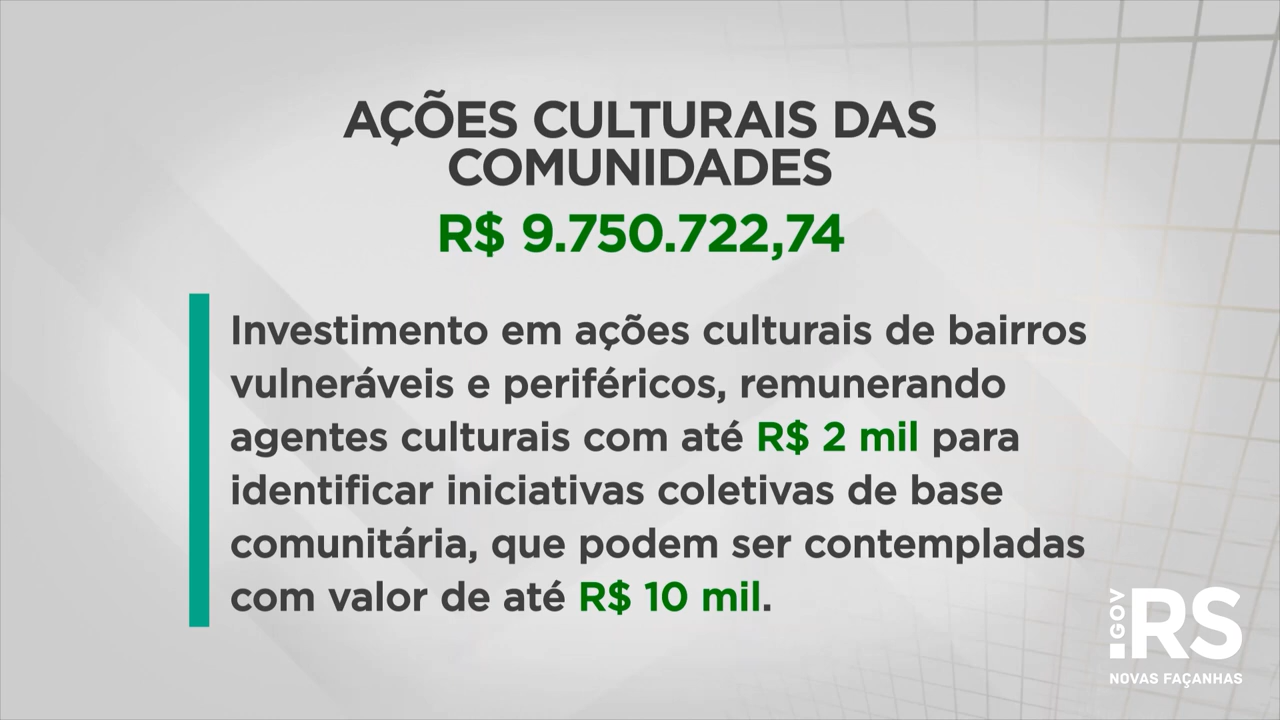 AÇÕES CULTURAIS DAS
COMUNIDADES
R$ 9.750.722,74
Investimento em ações culturais de bairros
vulneráveis e periféricos, remunerando
agentes culturais com até R$ 2 mil para
identificar iniciativas coletivas de base
comunitária, que podem ser contempladas
com valor de até R$ 10 mil.
.GOV
RS
NOVAS FAÇANHAS